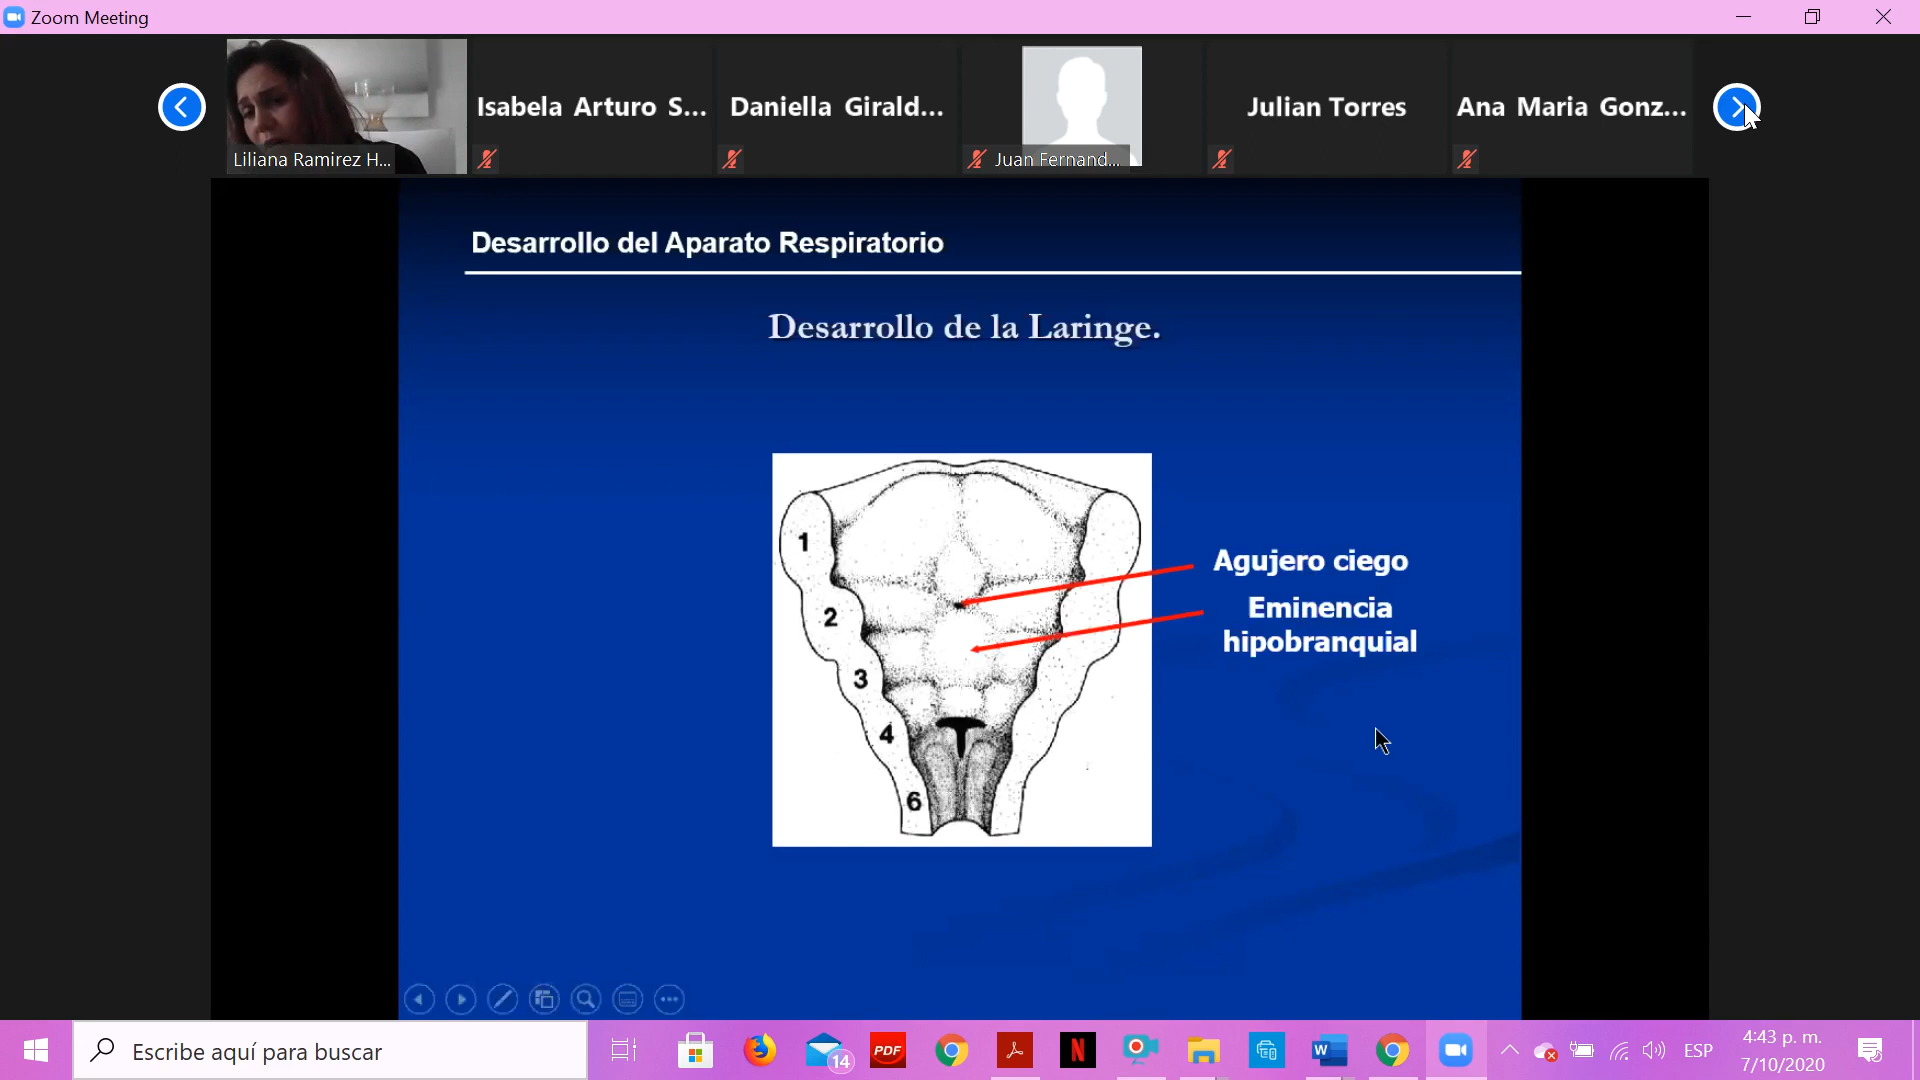 Zoom Meeting
Liliana Ramirez H...
Isabela Arturo S...
Daniella Girald...
Juan Fernand...
Julian Torres
Ana Maria Gonz...
Desarrollo del Aparato Respiratorio
Desarrollo de la Laringe.
1
2
3
4
6
Agujero ciego
Eminencia
hipobranquial
Escribe aquí para buscar
14
PDF
N
W
ESP
4:43 p. m.
7/10/2020